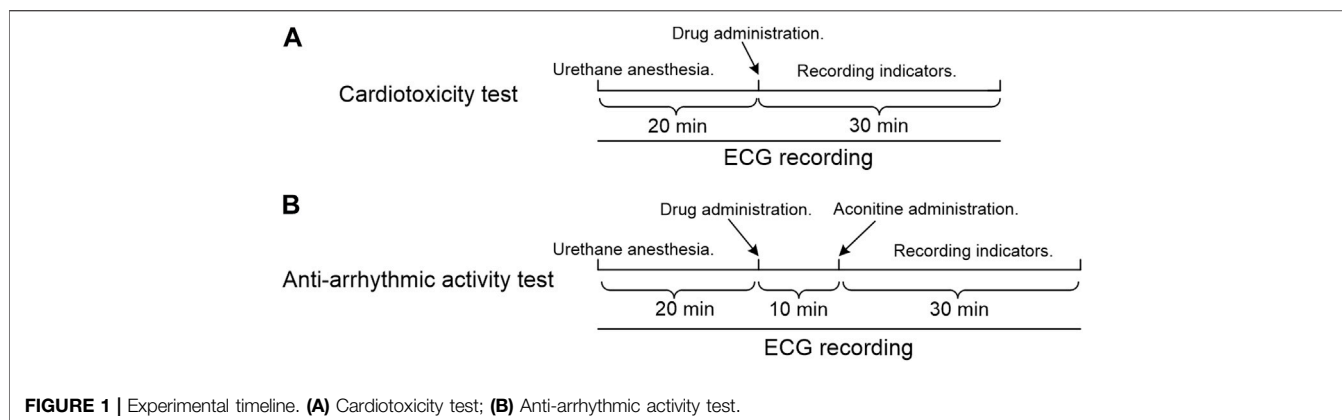 A
Drug administration.
Urethane anesthesia.
Recording indicators.
Cardiotoxicity test
20 min
30 min
ECG recording
B
Drug administration.
Aconitine administration.
Urethane anesthesia.
Recording indicators.
Anti-arrhythmic activity test
20 min
10 min
30 min
ECG recording
FIGURE 1 | Experimental timeline. (A) Cardiotoxicity test; (B) Anti-arrhythmic activity test.